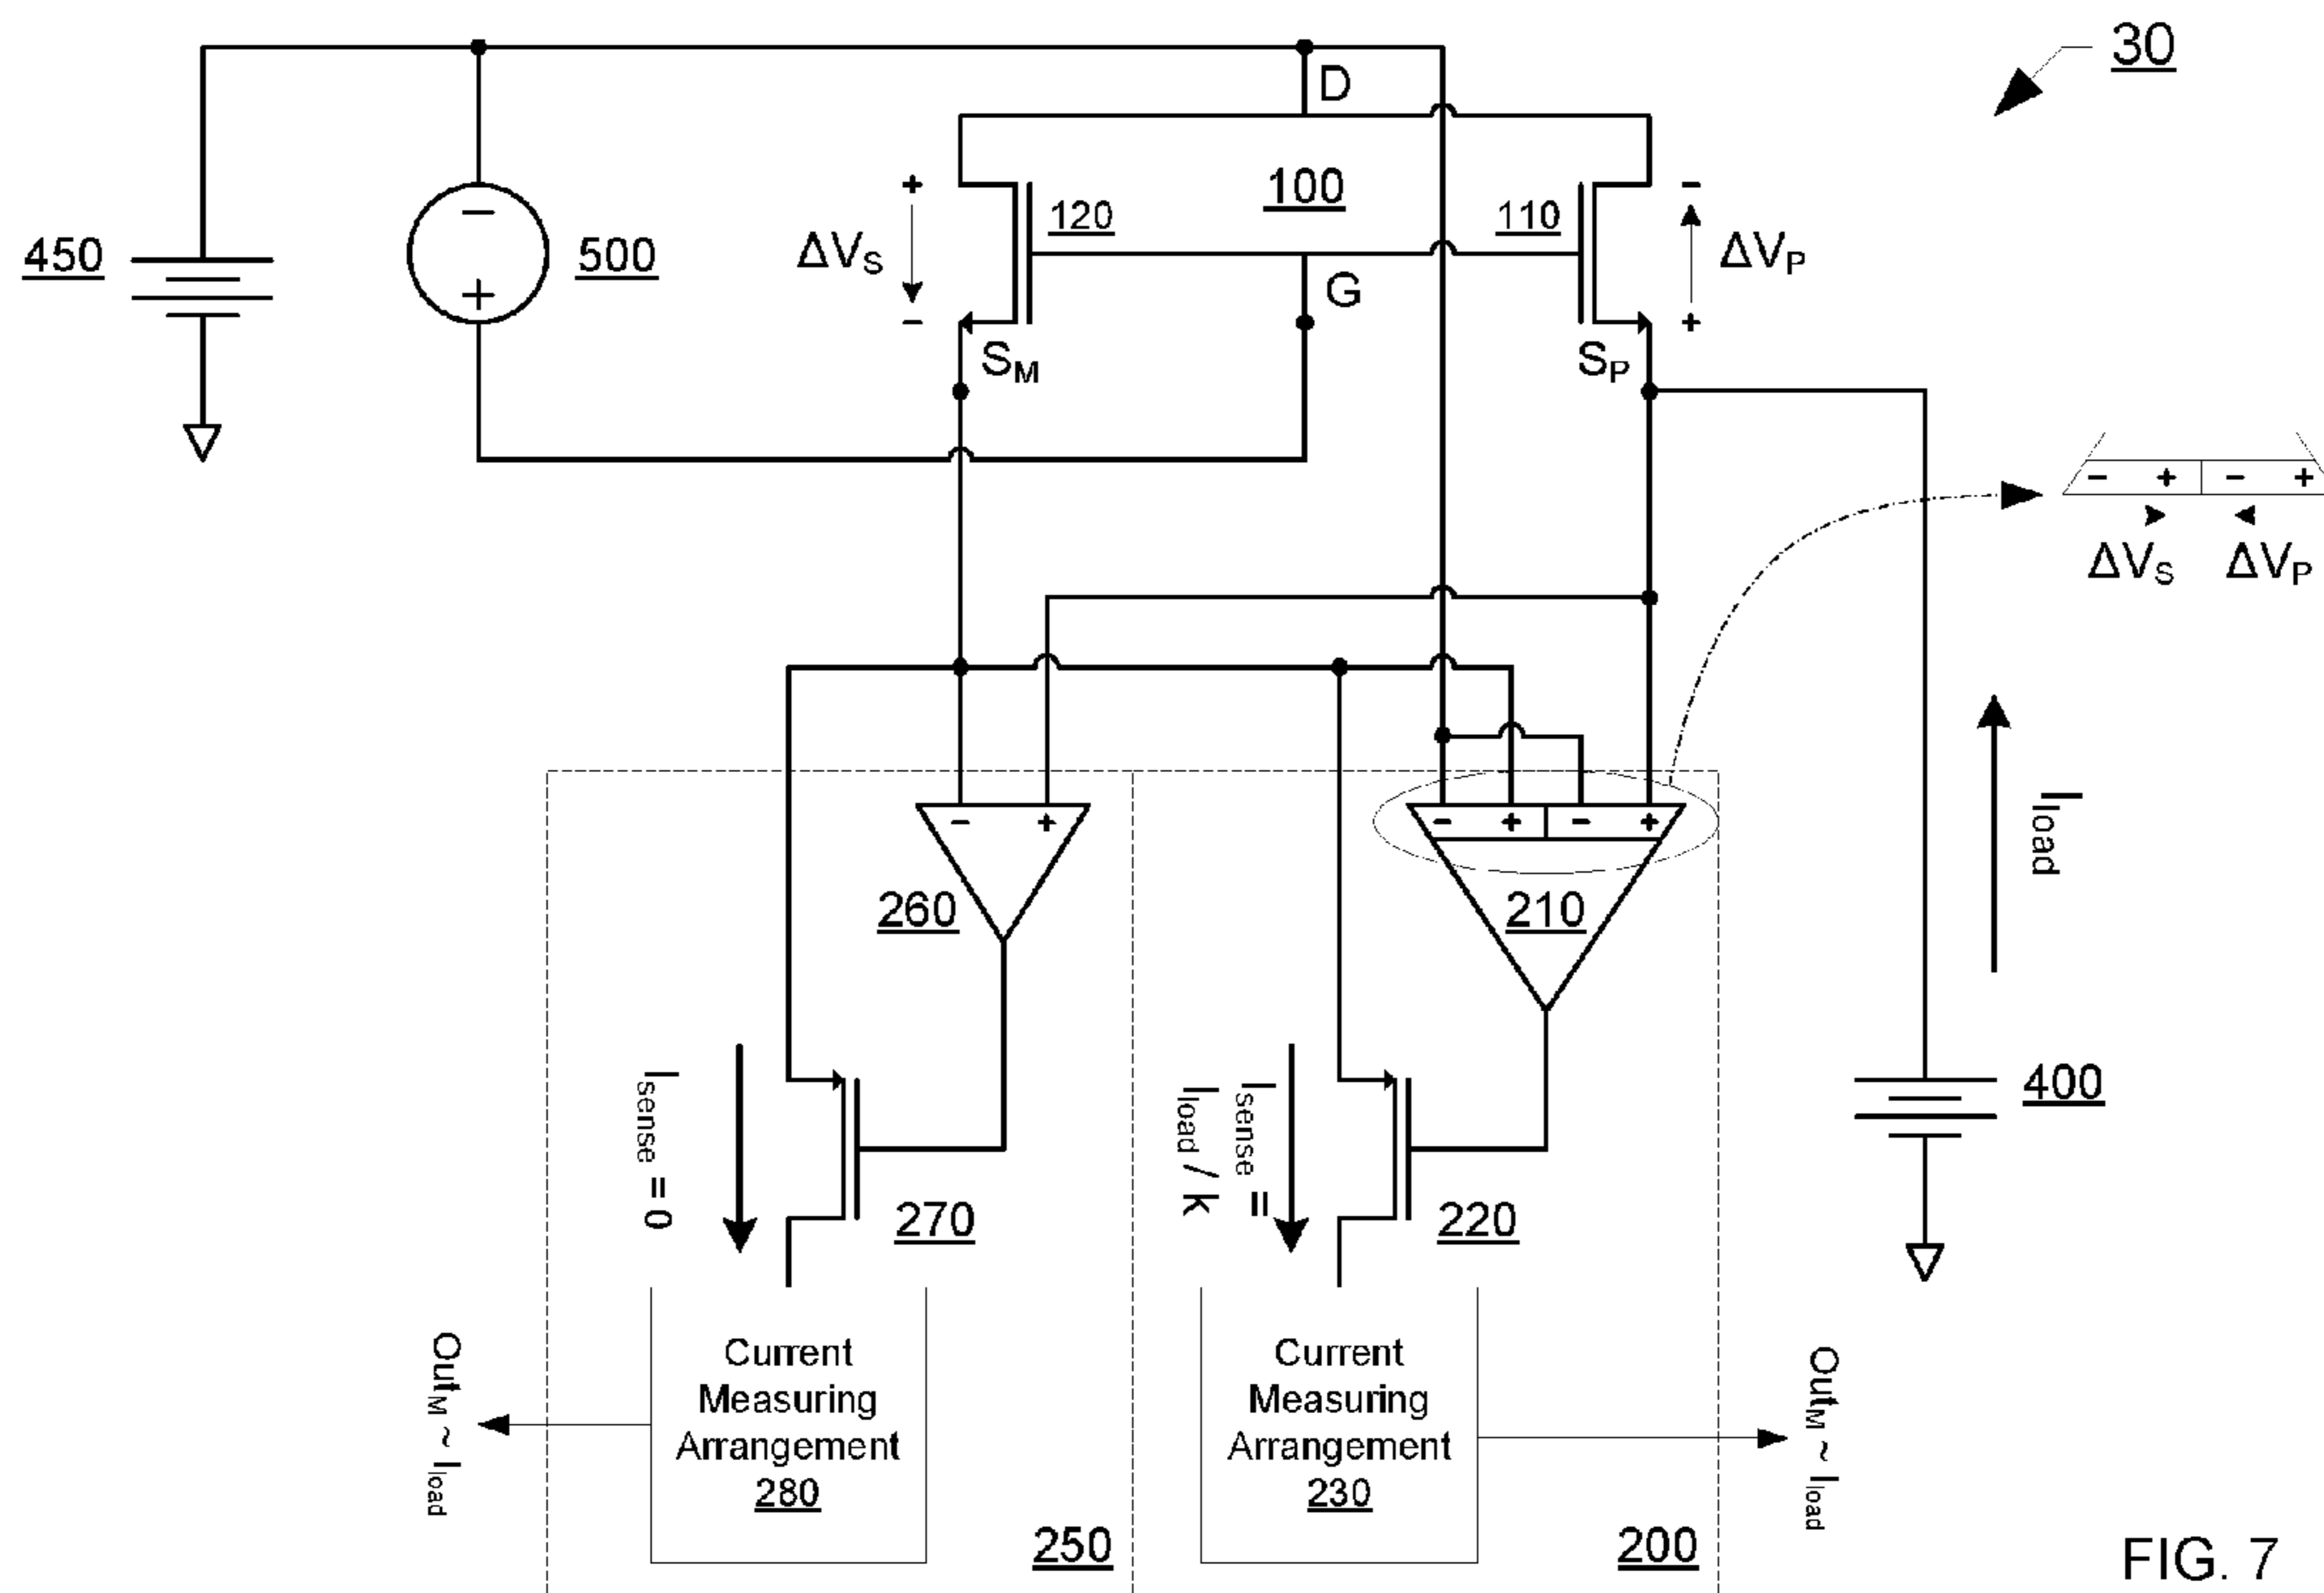 30
D
+
120
100
110
-
450
-
+
500
ΔVS
ΔVP
G
-
+
SM
SP
- + - +
ΔVS ΔVP
- +
- + - +
260
210
Iload
Isense = 0
Isense =
Iload / k
270
220
400
Current
Measuring
Arrangement
280
Current
Measuring
Arrangement
230
OutM ~ Iload
OutM ~ Iload
250
200
FIG. 7